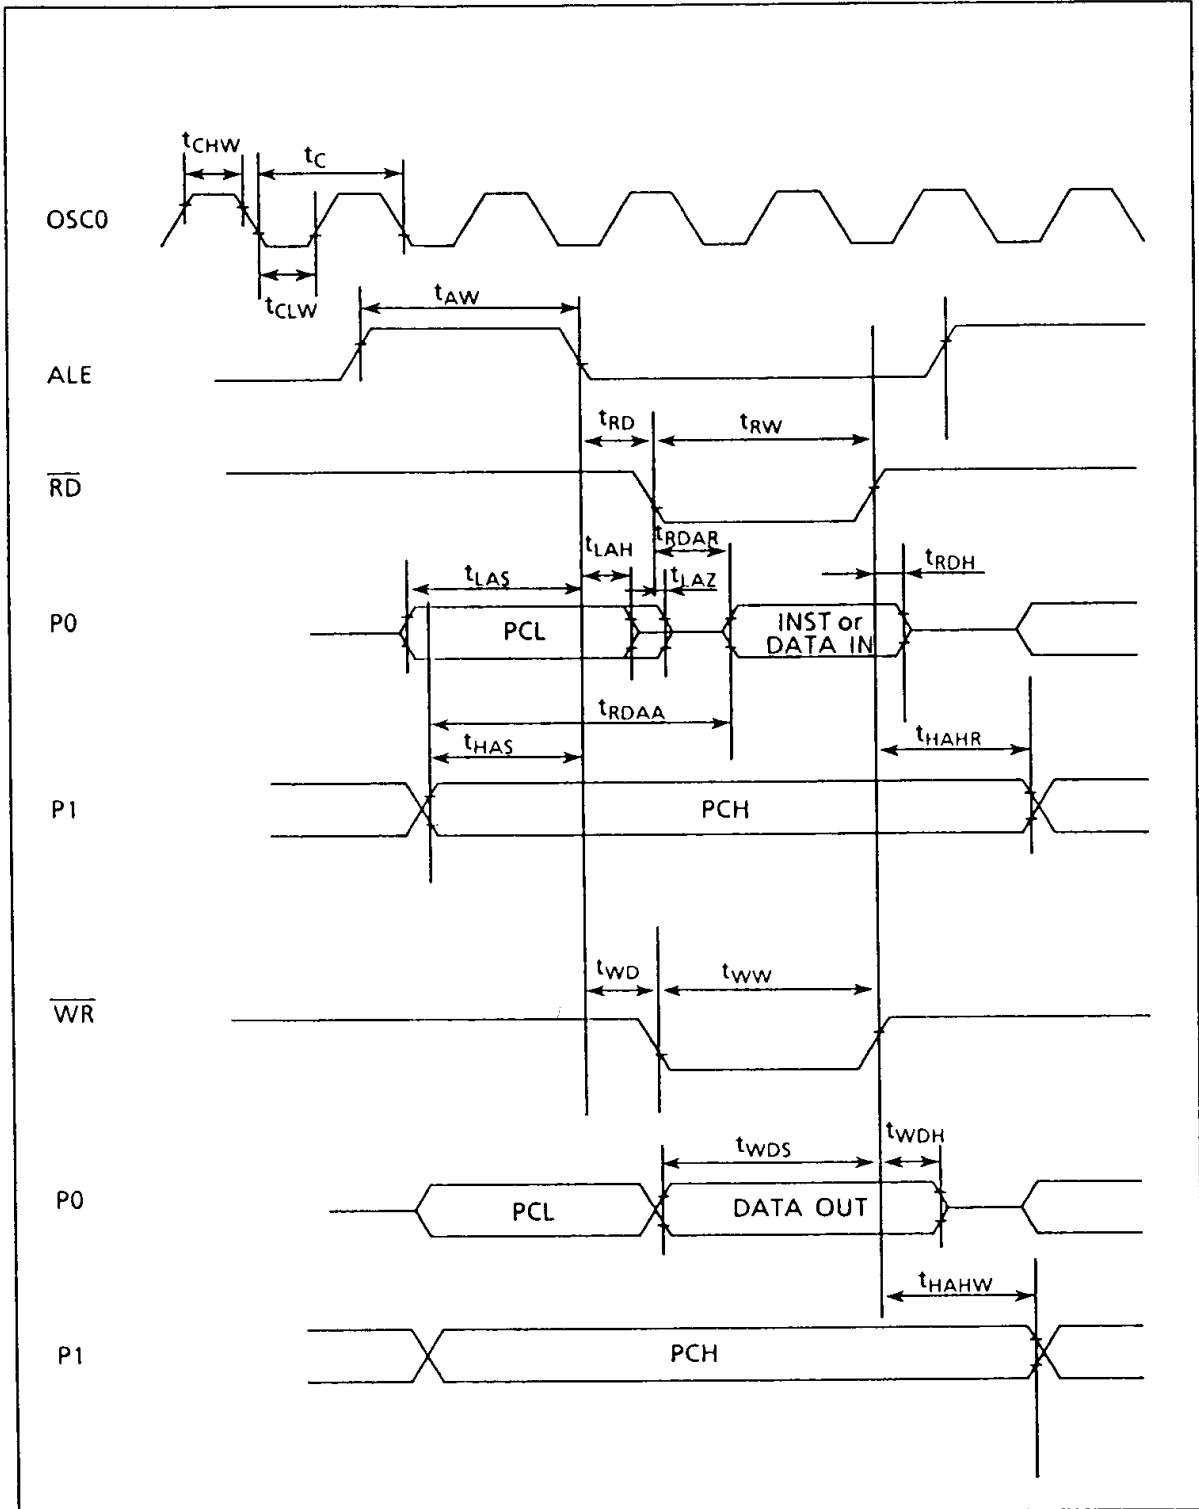 tCHW
tC
OSC0
tCLW
tAW
ALE
tRD
tRW
RD
tLAH
tRDAR
tRDH
tLAS
tLAZ
P0
PCL
INST or
DATA IN
tRDAA
tHAS
tHAHR
P1
PCH
tWD
tWW
WR
tWDS
tWDH
P0
PCL
DATA OUT
tHAHW
P1
PCH